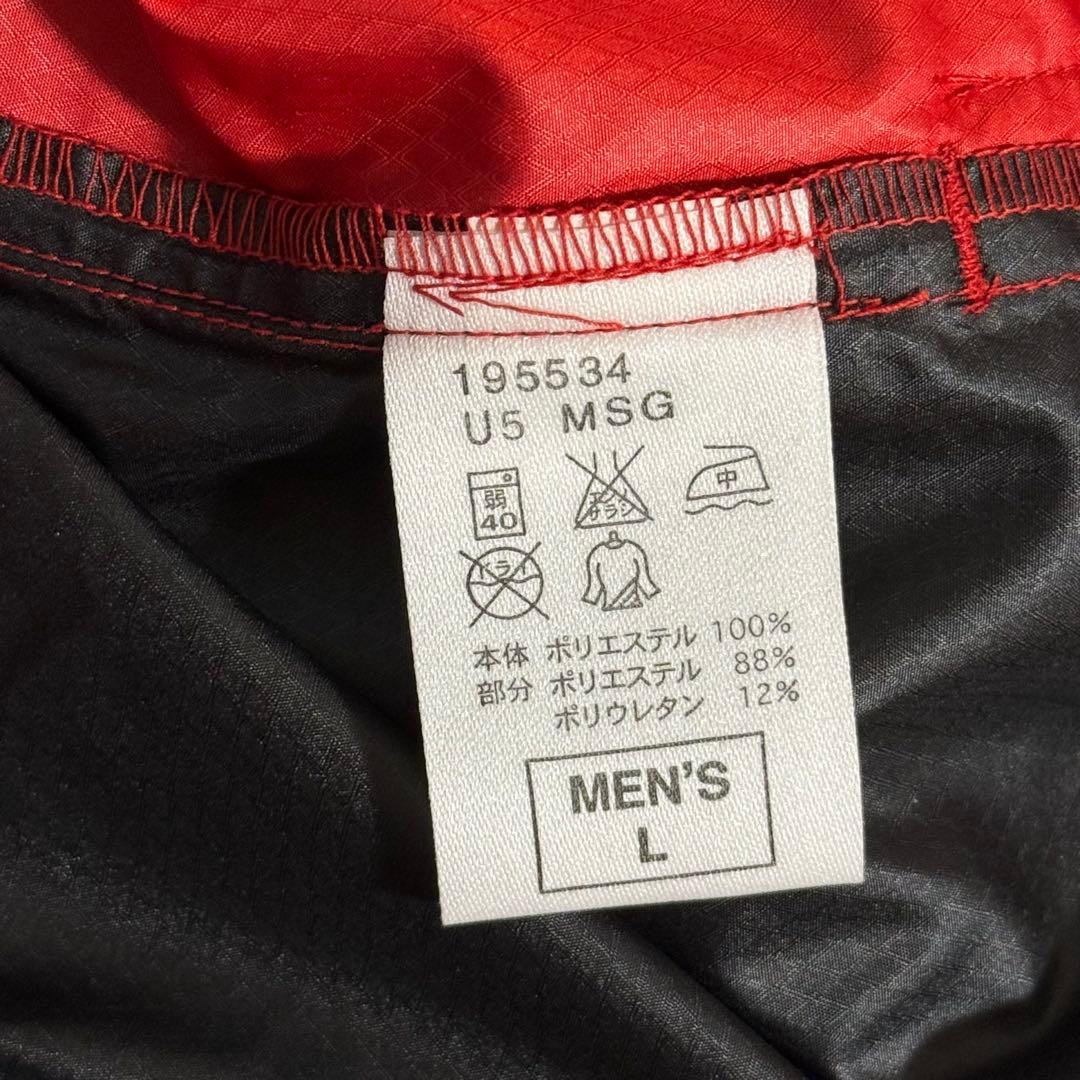 195534
U5 MSG
弱
40
エンソ
サラシ
中
ドライ
本体 ポリエステル 100%
部分 ポリエステル 88%
ポリウレタン 12%
MEN'S
L